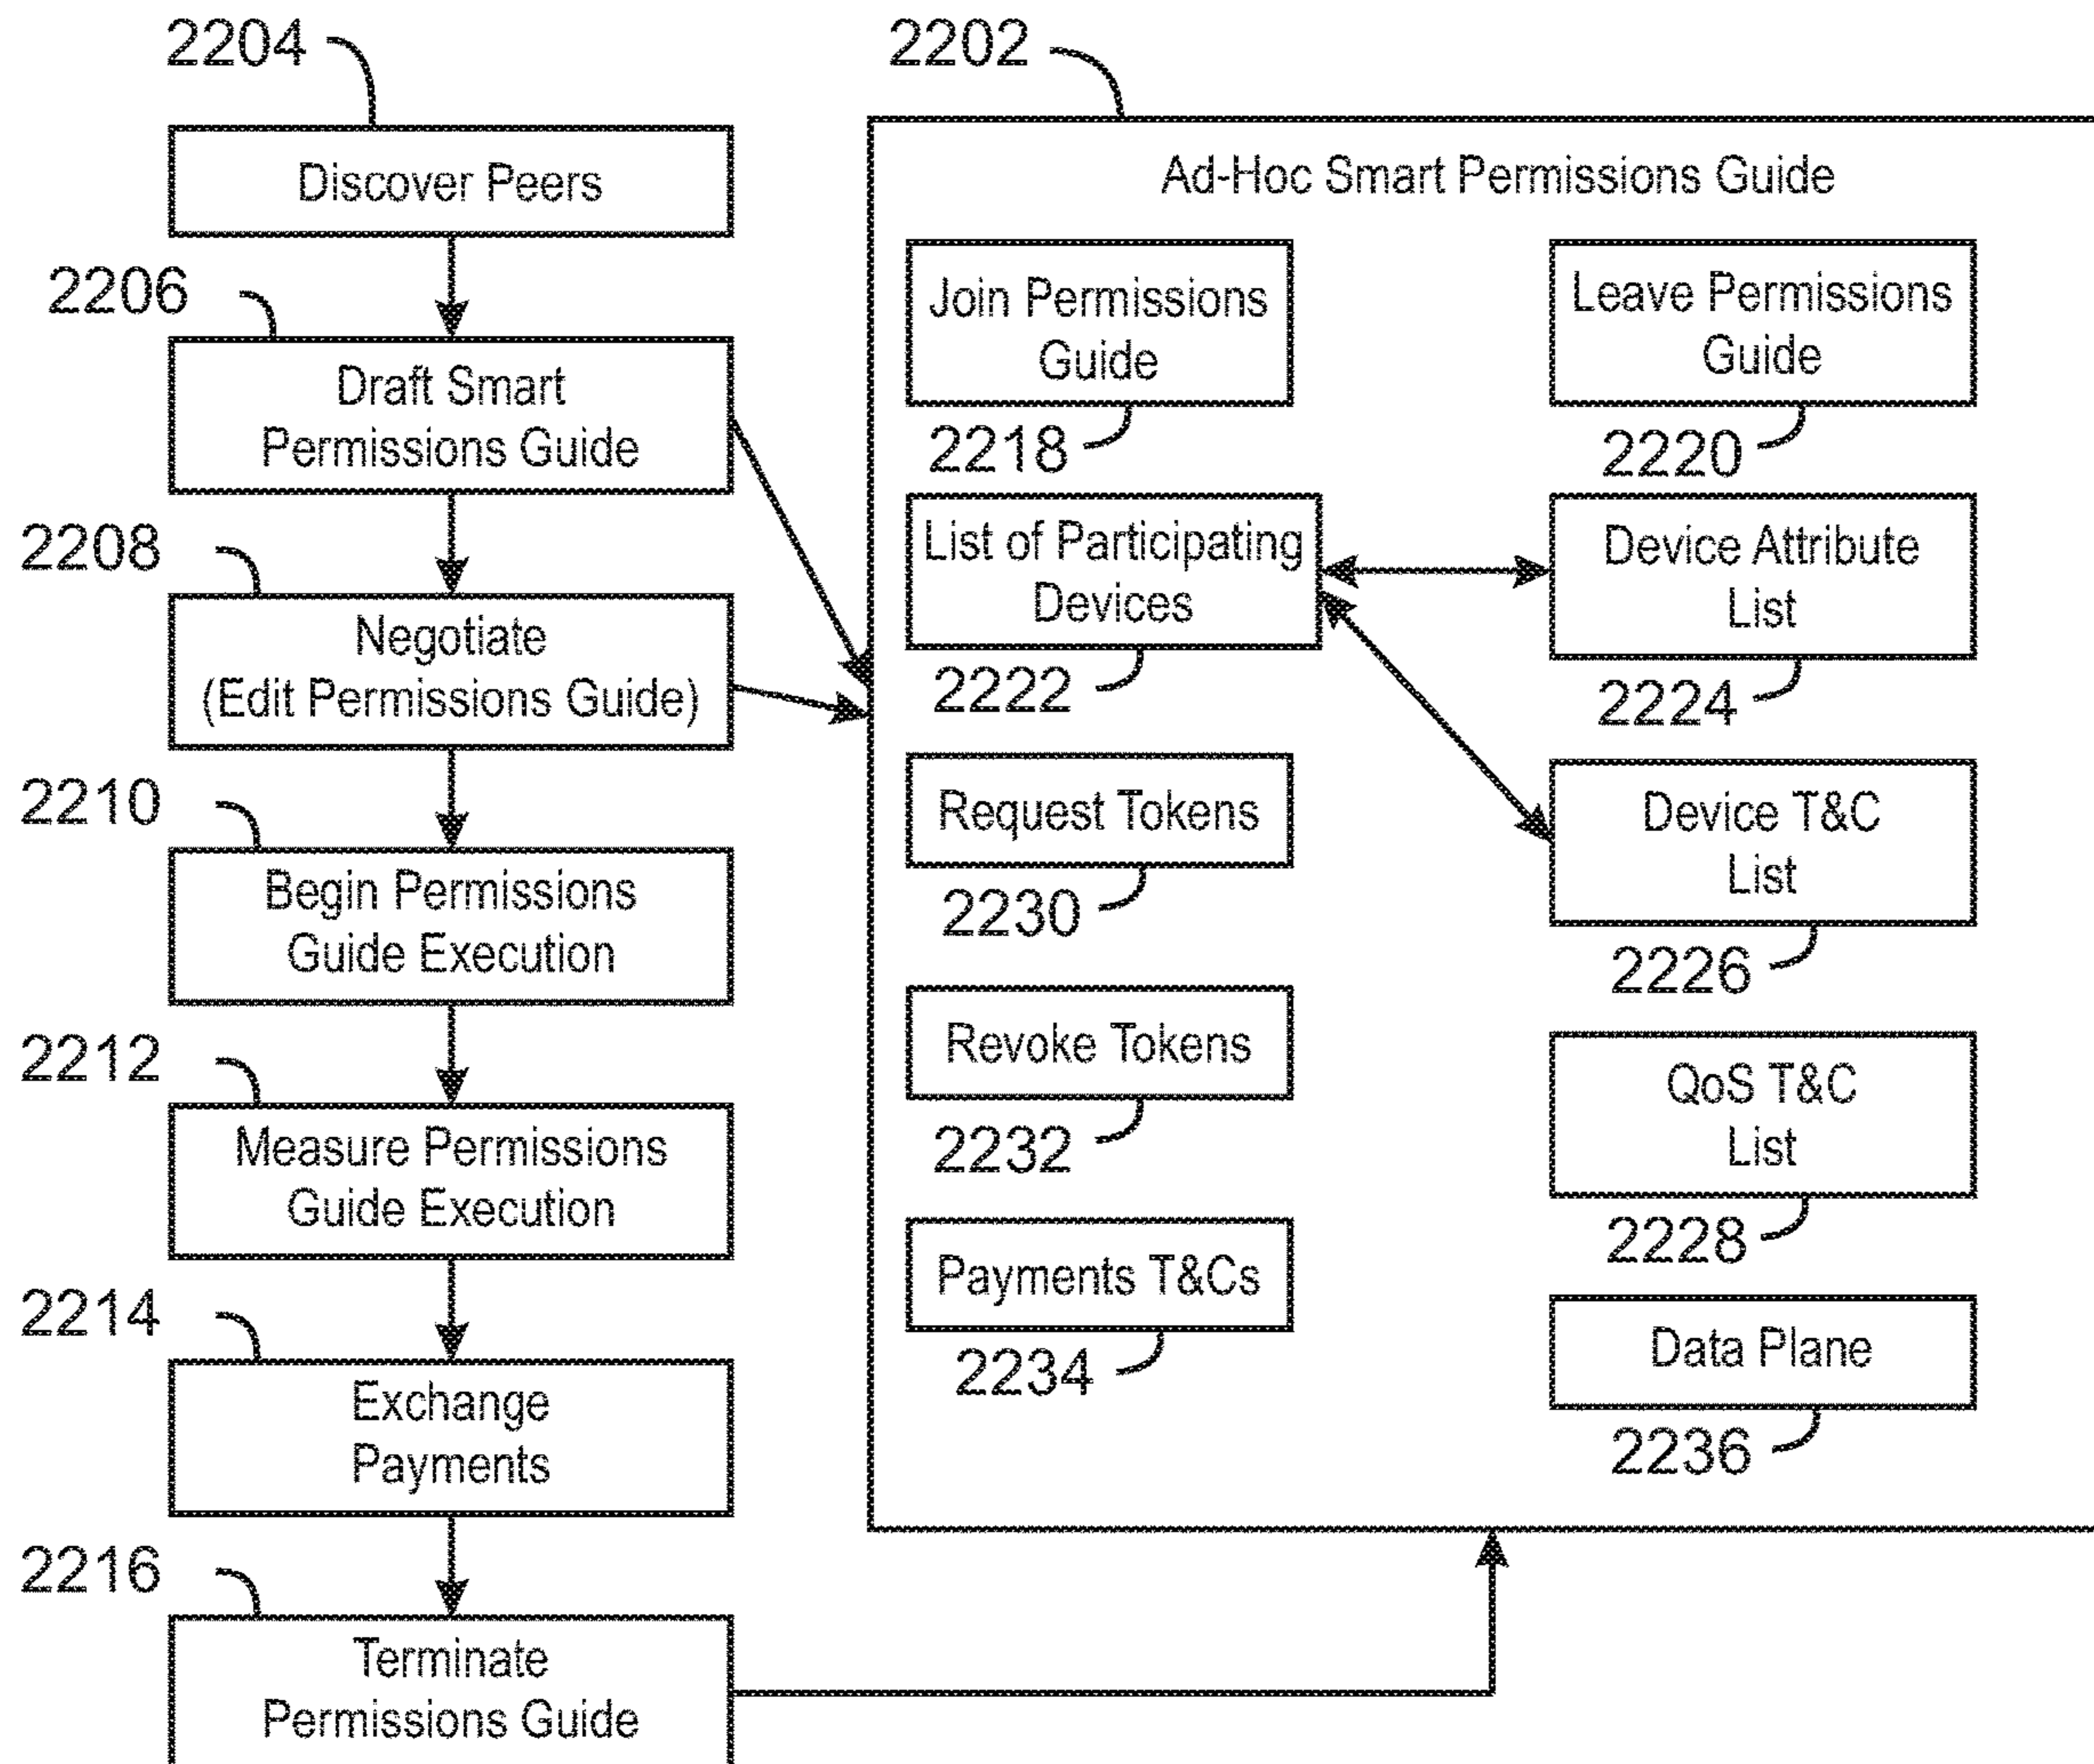 2204
Discover Peers
2206
Draft Smart
Permissions Guide
2208
Negotiate
(Edit Permissions Guide)
2210
Begin Permissions
Guide Execution
2212
Measure Permissions
Guide Execution
2214
Exchange
Payments
2216
Terminate
Permissions Guide
2202
Ad-Hoc Smart Permissions Guide
Join Permissions
Guide
2218
Leave Permissions
Guide
2220
List of Participating
Devices
2222
Device Attribute
List
2224
Request Tokens
2230
Device T&C
List
2226
Revoke Tokens
2232
QoS T&C
List
2228
Payments T&Cs
2234
Data Plane
2236